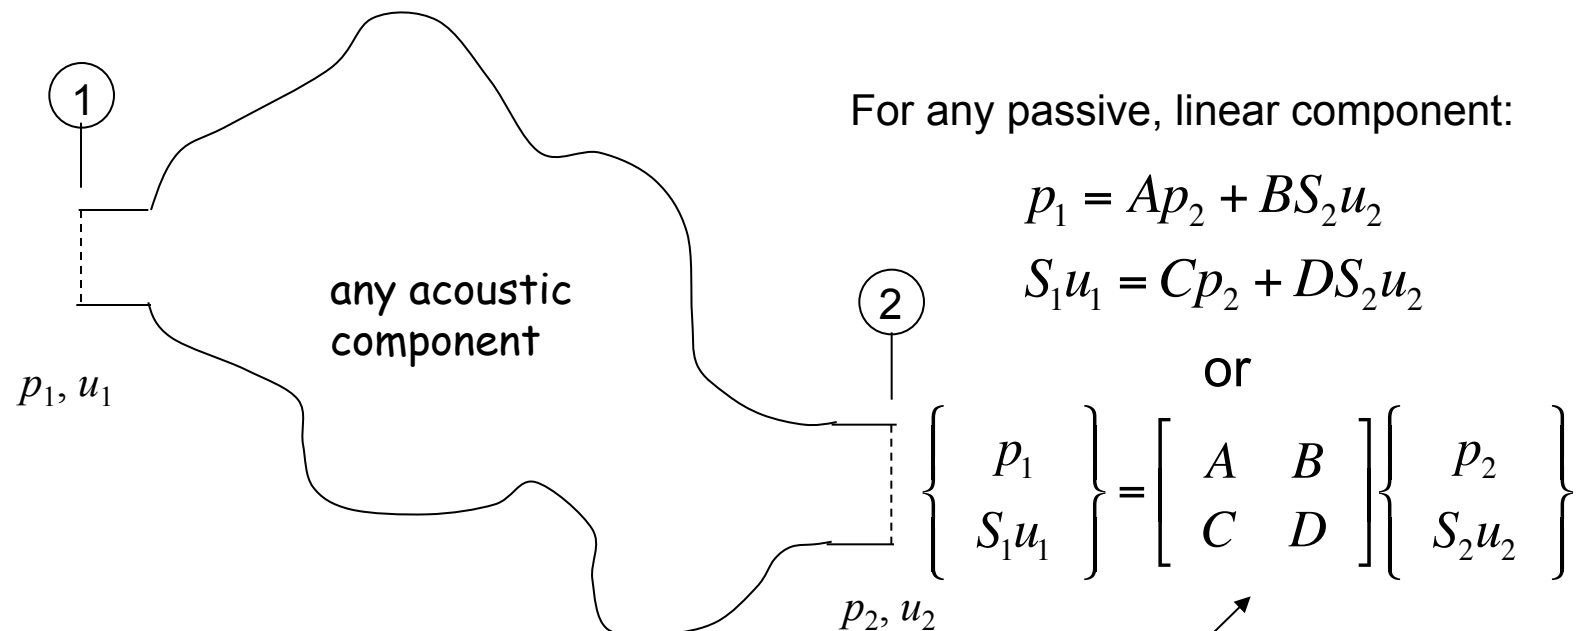 1
any acoustic
component
p₁, u₁
2
p₂, u₂
For any passive, linear component:
p₁ = Ap₂ + BS₂u₂
S₁u₁ = Cp₂ + DS₂u₂
or
{ p₁ } = [ A B ] { p₂ }
{ S₁u₁ } [ C D ] { S₂u₂ }